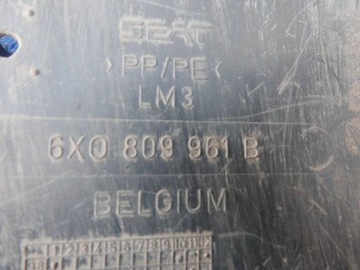 SEAT
>PP/PE<
LM3
6X0 809 961 B
BELGIUM